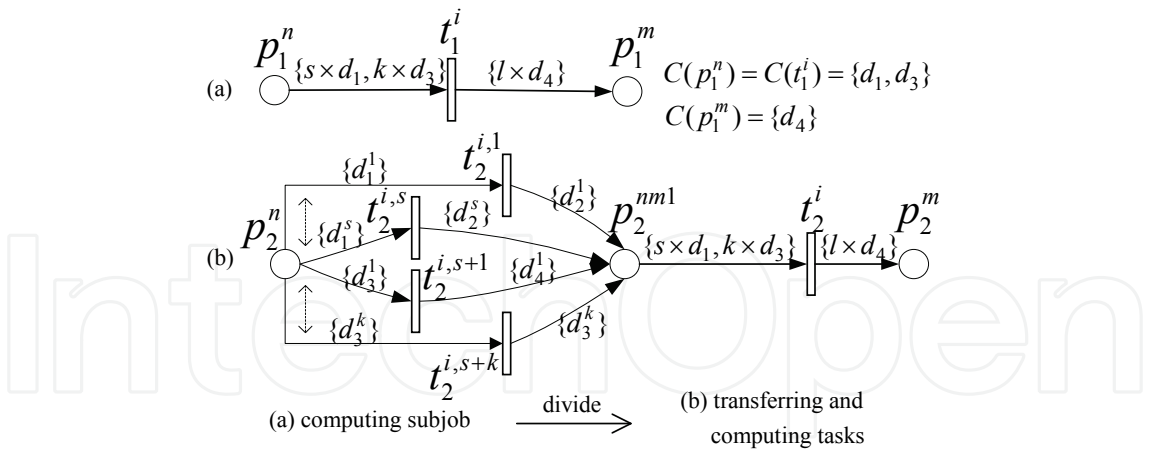 p_1^n
t_1^i
p_1^m
(a)
{s×d_1, k×d_3}
{l×d_4}
C(p_1^n) = C(t_1^i) = {d_1, d_3}
C(p_1^m) = {d_4}
t_2^{i,1}
{d_1^1}
{d_2^1}
p_2^n
t_2^{i,s}
{d_1^s}
{d_2^s}
p_2^{nm1}
t_2^i
p_2^m
(b)
{s×d_1, k×d_3}
{l×d_4}
{d_3^1}
t_2^{i,s+1}
{d_4^1}
{d_3^k}
{d_3^k}
t_2^{i,s+k}
IntechOpen
(a) computing subjob
divide
(b) transferring and
computing tasks